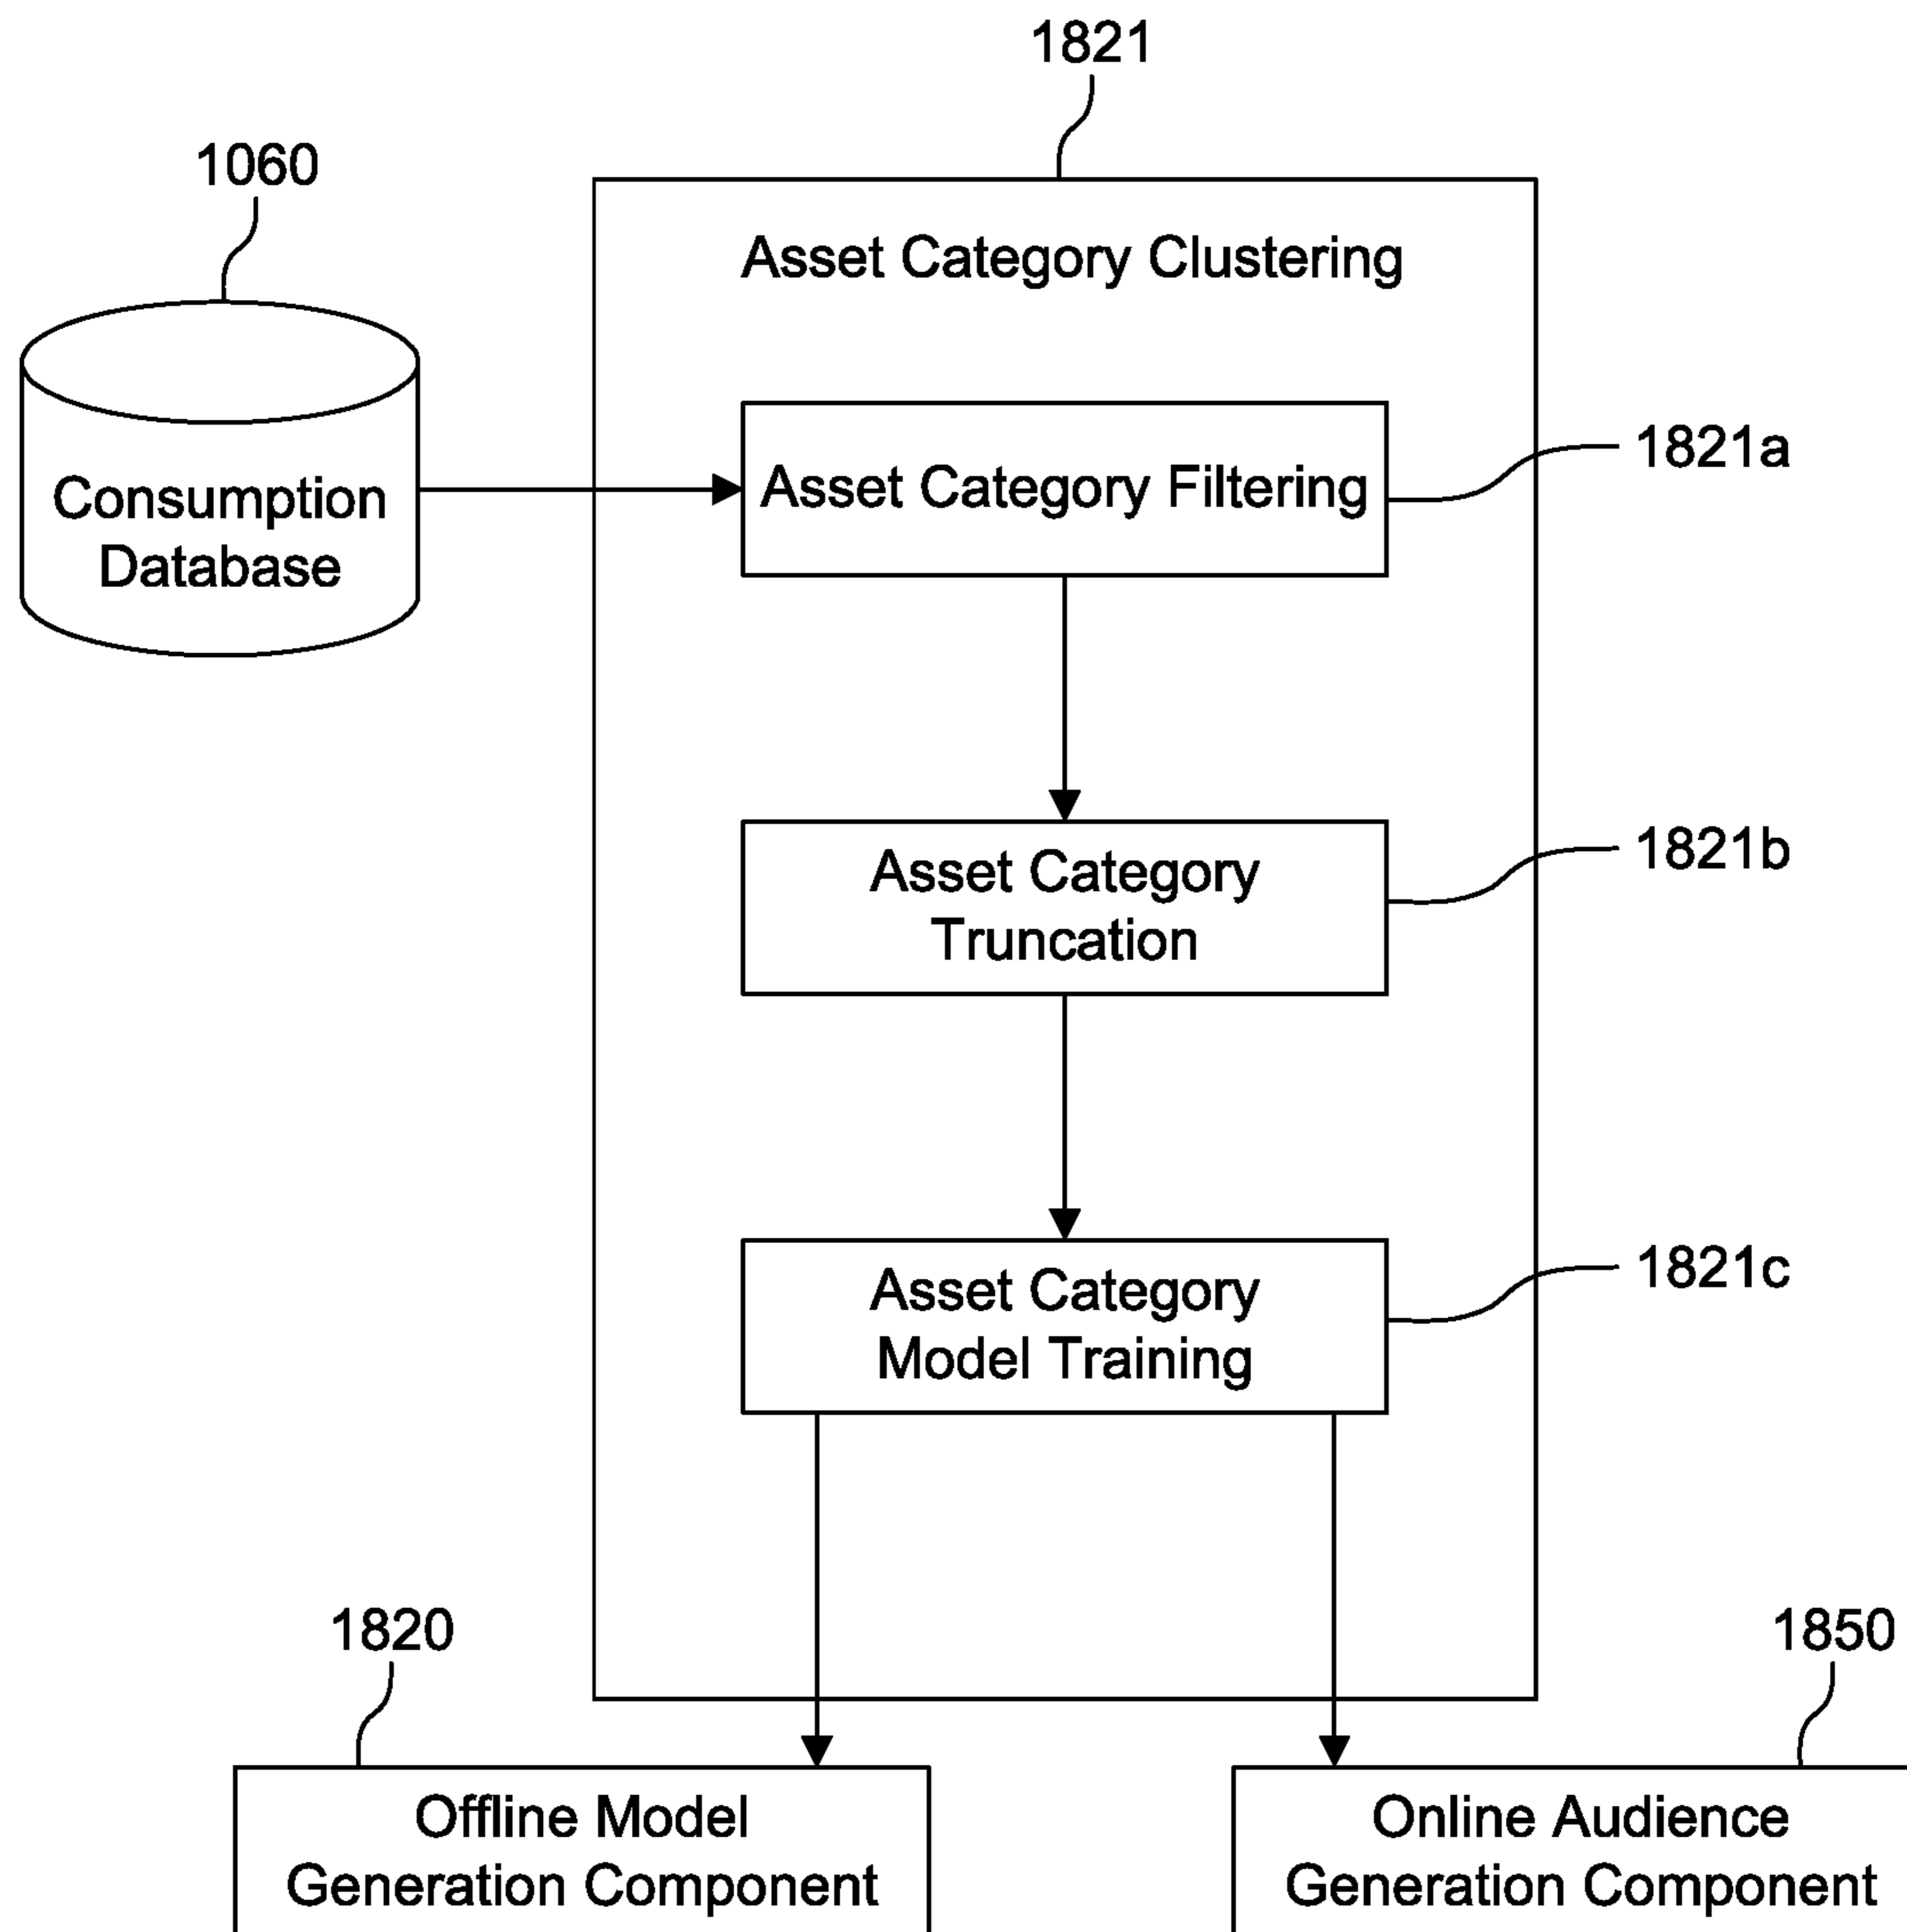 1821
1060
Asset Category Clustering
Consumption
Database
Asset Category Filtering
1821a
Asset Category
Truncation
1821b
Asset Category
Model Training
1821c
1820
1850
Offline Model
Generation Component
Online Audience
Generation Component